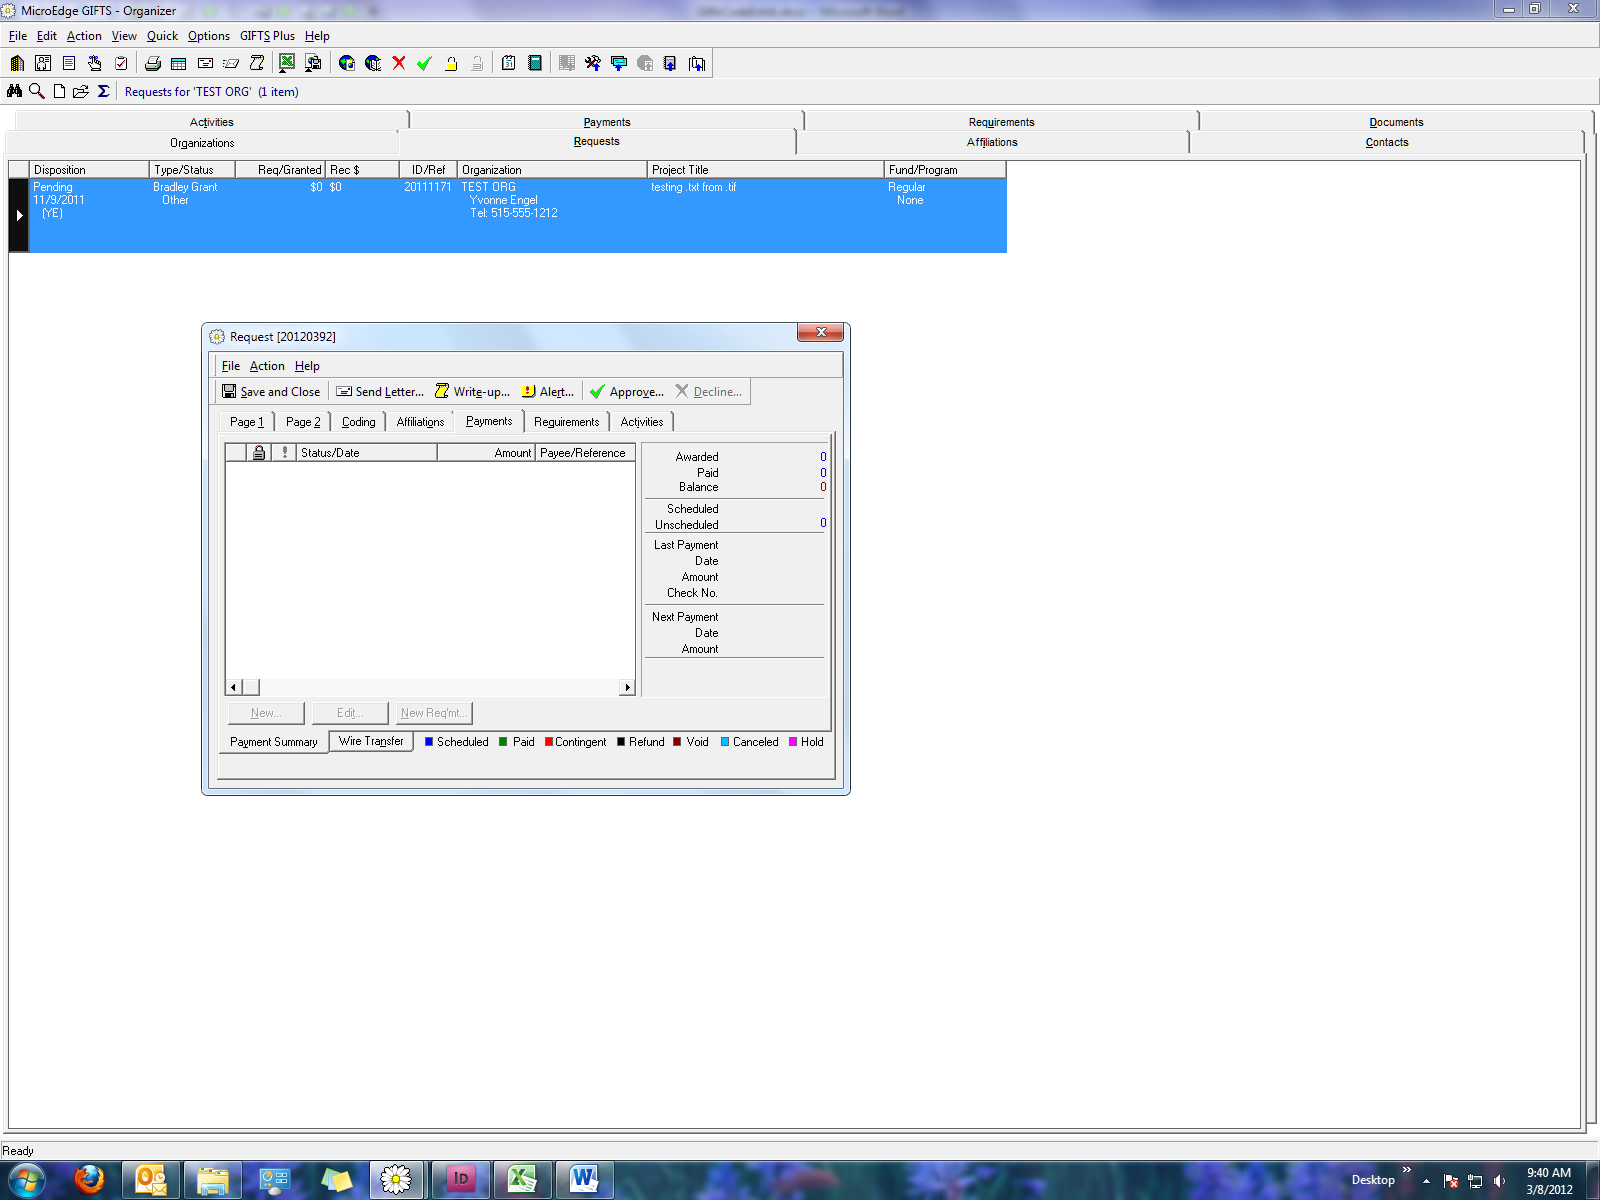 MicroEdge GIFTS - Organizer
File Edit Action View Quick Options GIFTS Plus Help
Requests for 'TEST ORG' (1 item)
Activities Payments Requirements Documents
Organizations Requests Affiliations Contacts
Disposition Type/Status Req/Granted Rec $ ID/Ref Organization Project Title Fund/Program
Pending Bradley Grant $0 $0 20111171 TEST ORG testing .txt from .tif Regular
11/9/2011 Other Yvonne Engel None
(YE) Tel: 515-555-1212
Request [20120392]
File Action Help
Save and Close Send Letter... Write-up... Alert... Approve... Decline...
Page 1 Page 2 Coding Affiliations Payments Requirements Activities
! Status/Date Amount Payee/Reference
Awarded 0
Paid 0
Balance 0
Scheduled
Unscheduled 0
Last Payment
Date
Amount
Check No.
Next Payment
Date
Amount
New... Edit... New Req'mt...
Payment Summary Wire Transfer Scheduled Paid Contingent Refund Void Canceled Hold
Ready
Desktop
9:40 AM
3/8/2012